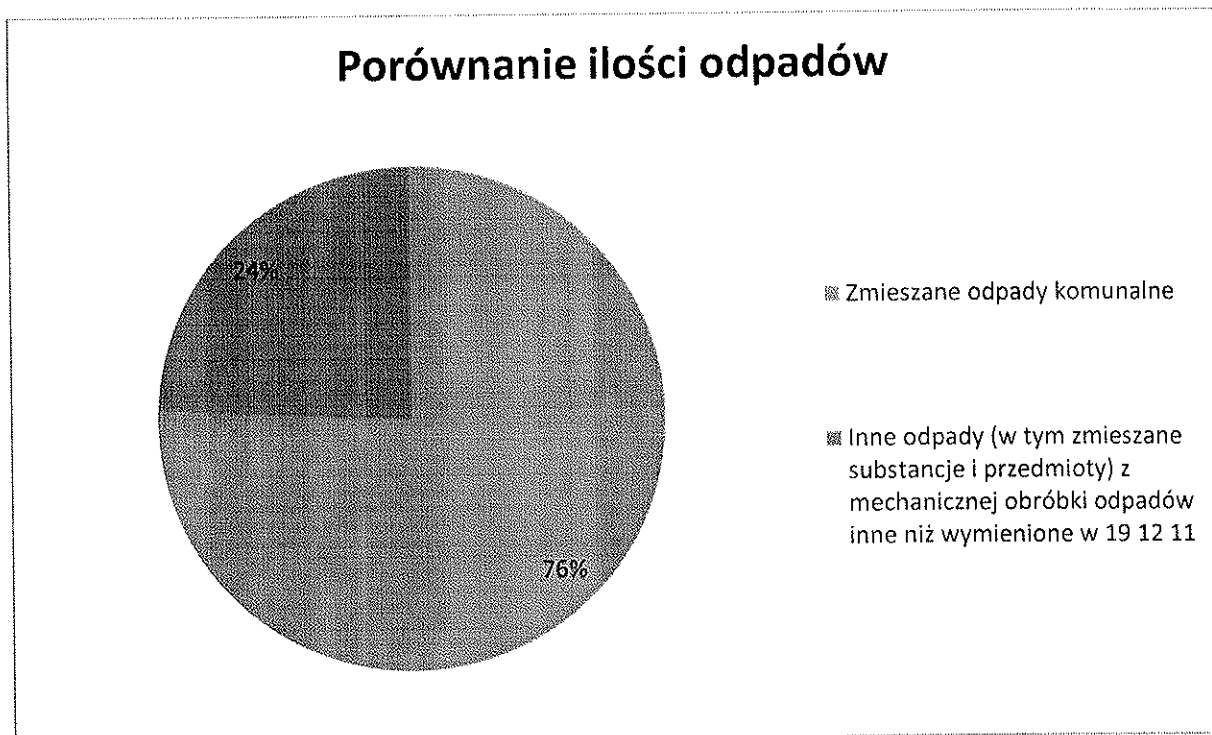 Porównanie ilości odpadów
24%
76%
Zmieszane odpady komunalne
Inne odpady (w tym zmieszane
substancje i przedmioty) z
mechanicznej obróbki odpadów
inne niż wymienione w 19 12 11